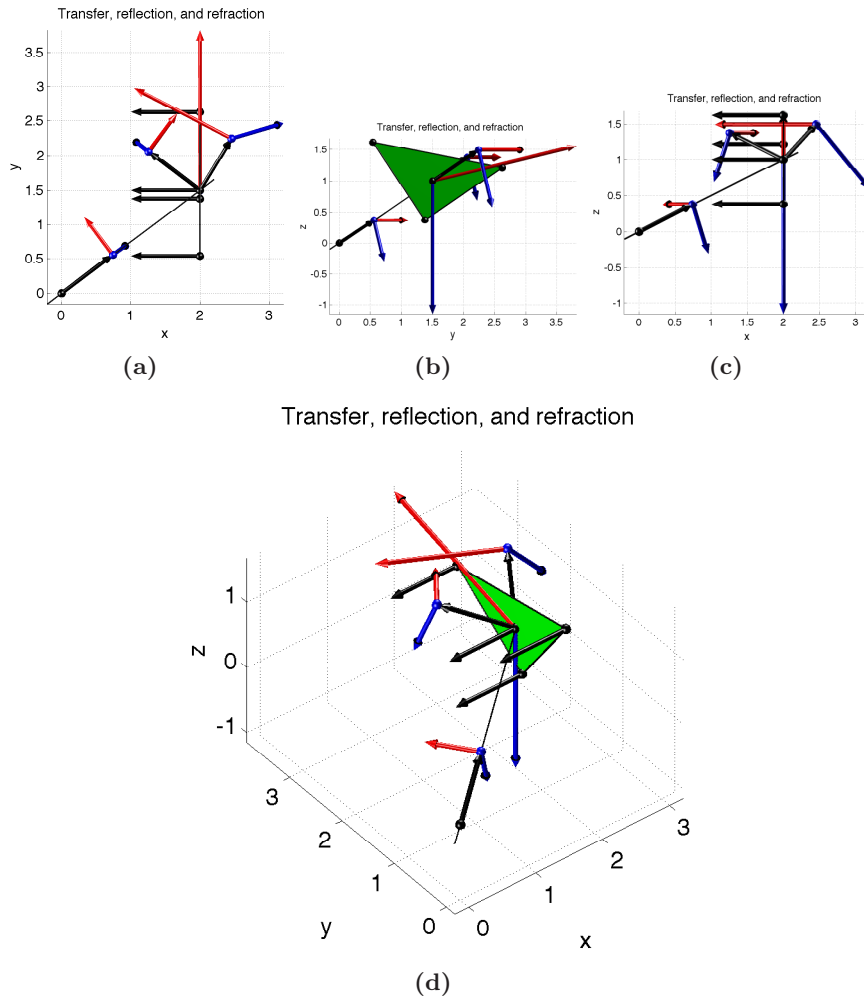 Transfer, reflection, and refraction
3.5
3
2.5
2
1.5
1
0.5
0
y
0 1 2 3
x
(a)
Transfer, reflection, and refraction
1.5
1
0.5
0
-0.5
-1
z
0 0.5 1 1.5 2 2.5 3 3.5
y
(b)
Transfer, reflection, and refraction
1.5
1
0.5
0
-0.5
-1
z
0 0.5 1 1.5 2 2.5 3
x
(c)
Transfer, reflection, and refraction
1
0
-1
z
3
2
1
0
y
0
1
2
3
x
(d)